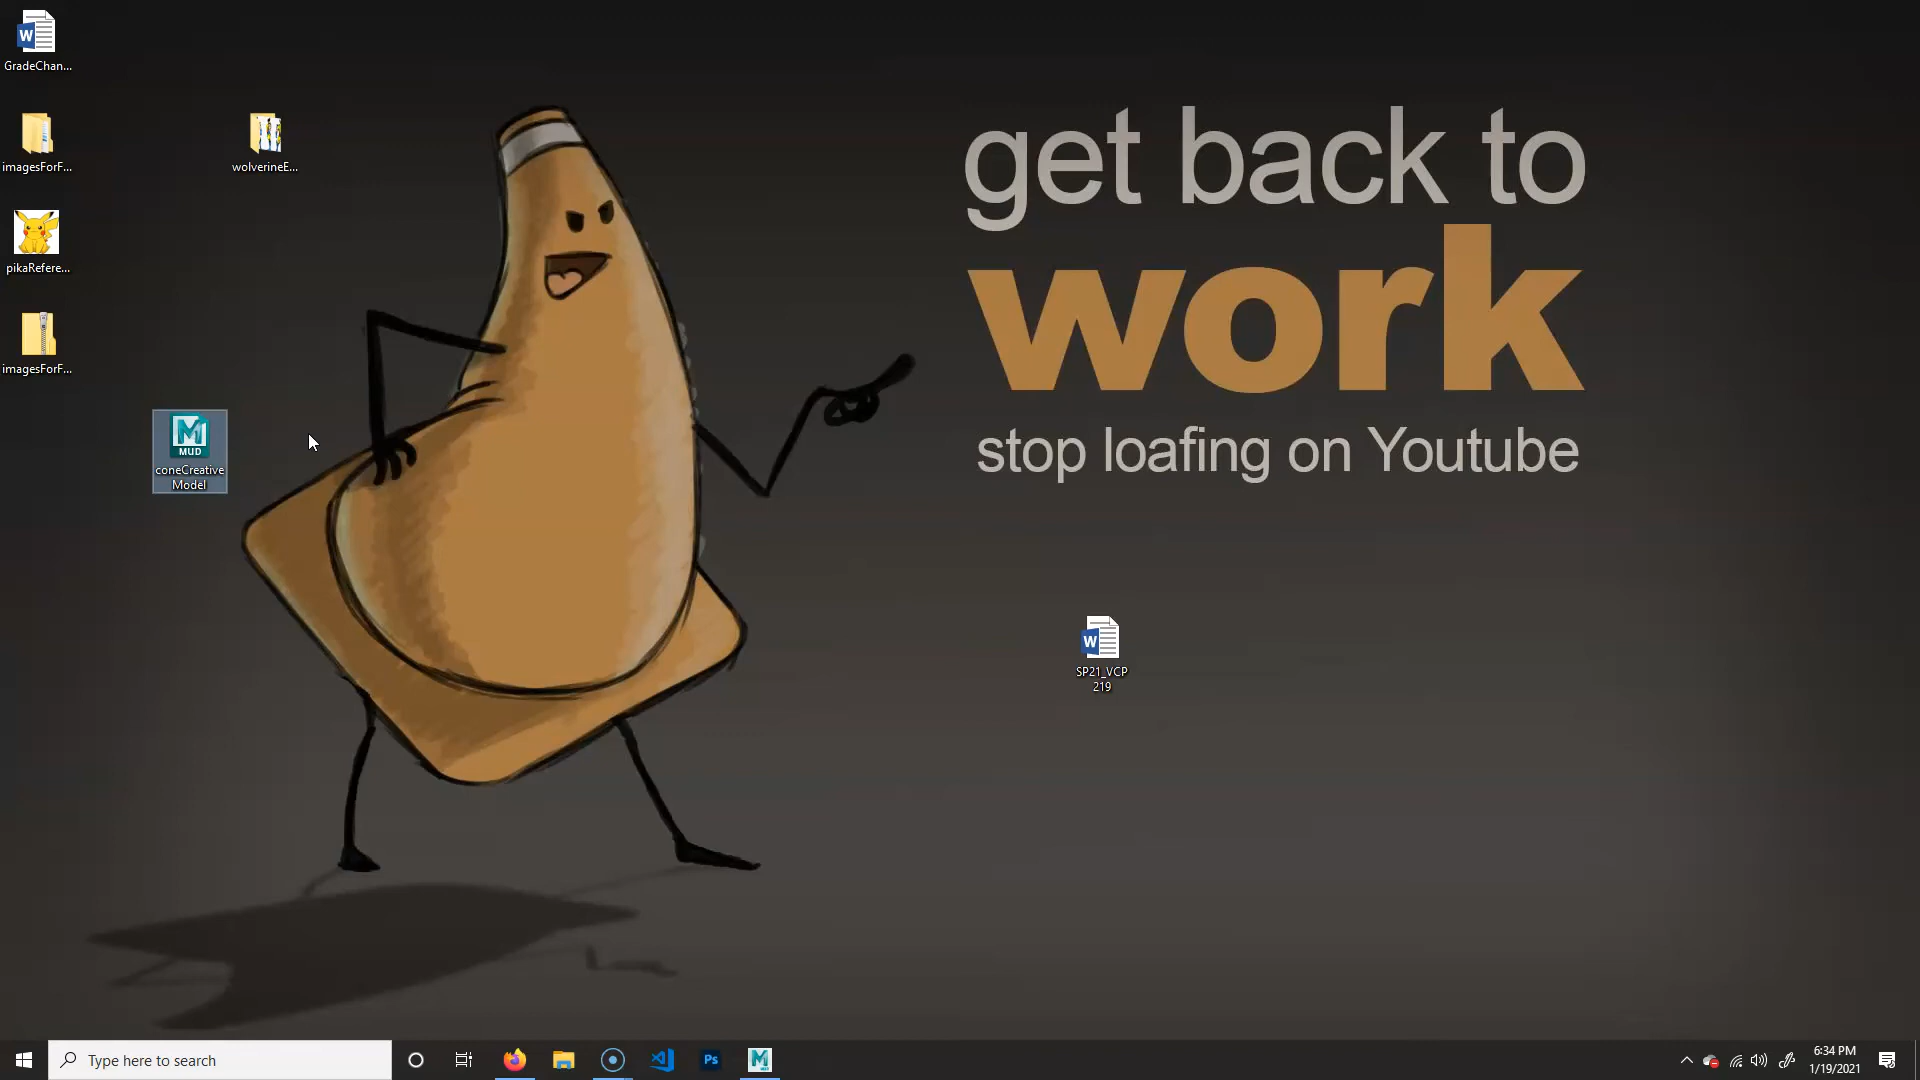 GradeChan...
imagesForF...
wolverineE...
pikaRefere...
imagesForF...
M
MUD
coneCreative
Model
get back to
work
stop loafing on Youtube
W
SP21_VCP
219
Type here to search
Ps
6:34 PM
1/19/2021